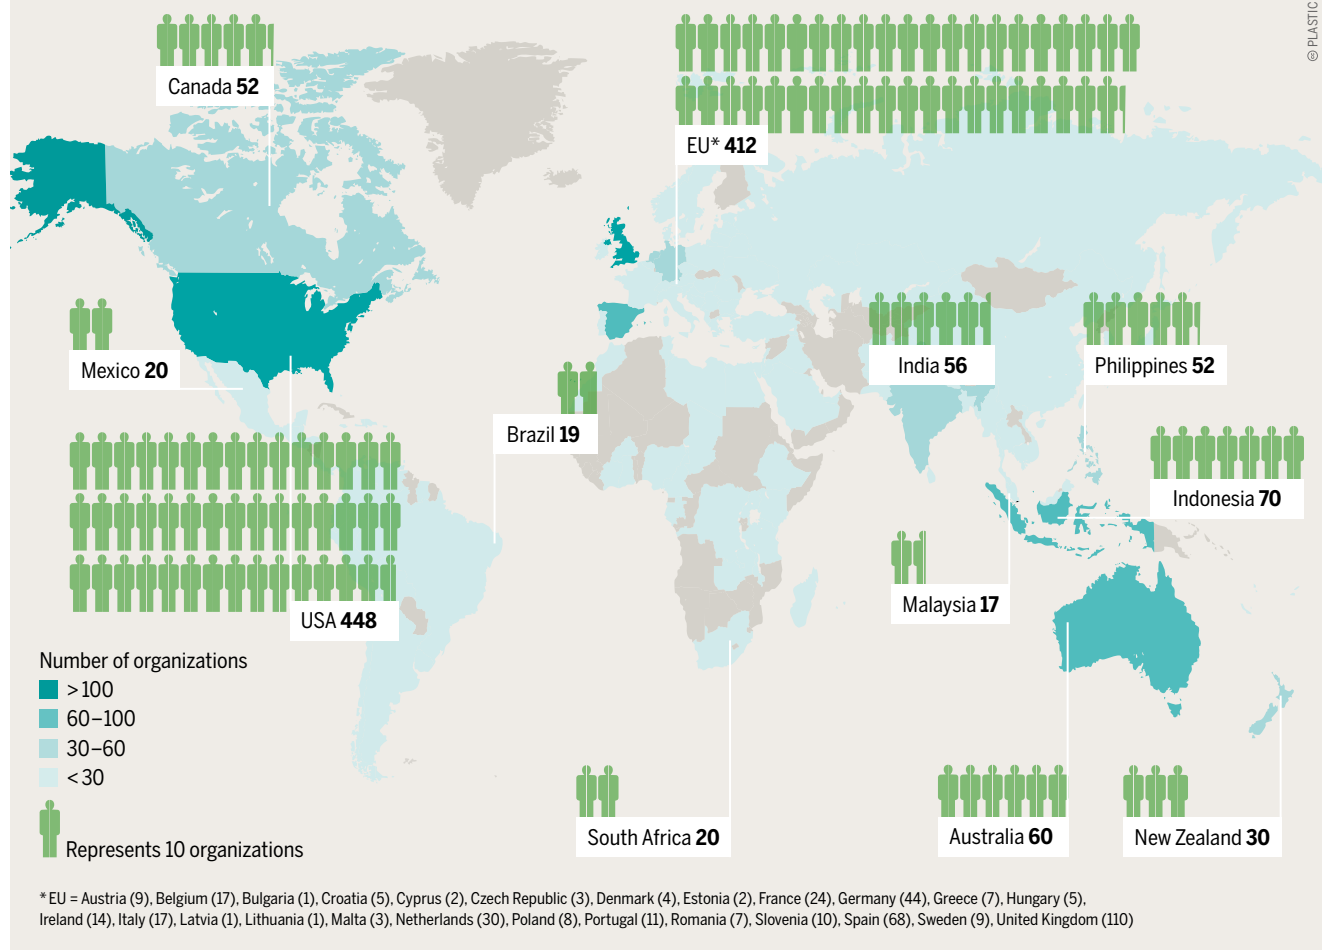 © PLASTIC
Canada 52
EU* 412
Mexico 20
India 56
Philippines 52
Brazil 19
Indonesia 70
Malaysia 17
USA 448
Number of organizations
> 100
60–100
30–60
< 30
Represents 10 organizations
South Africa 20
Australia 60
New Zealand 30
* EU = Austria (9), Belgium (17), Bulgaria (1), Croatia (5), Cyprus (2), Czech Republic (3), Denmark (4), Estonia (2), France (24), Germany (44), Greece (7), Hungary (5),
Ireland (14), Italy (17), Latvia (1), Lithuania (1), Malta (3), Netherlands (30), Poland (8), Portugal (11), Romania (7), Slovenia (10), Spain (68), Sweden (9), United Kingdom (110)